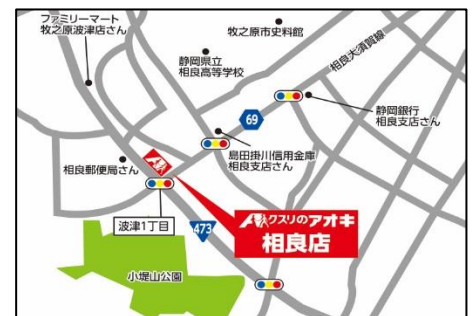 ファミリーマート
牧之原波津店さん
牧之原市史料館
静岡県立
相良高等学校
相良大須賀線
69
静岡銀行
相良支店さん
島田掛川信用金庫
相良支店さん
相良郵便局さん
波津1丁目
473
クスリのアオキ
相良店
小堤山公園